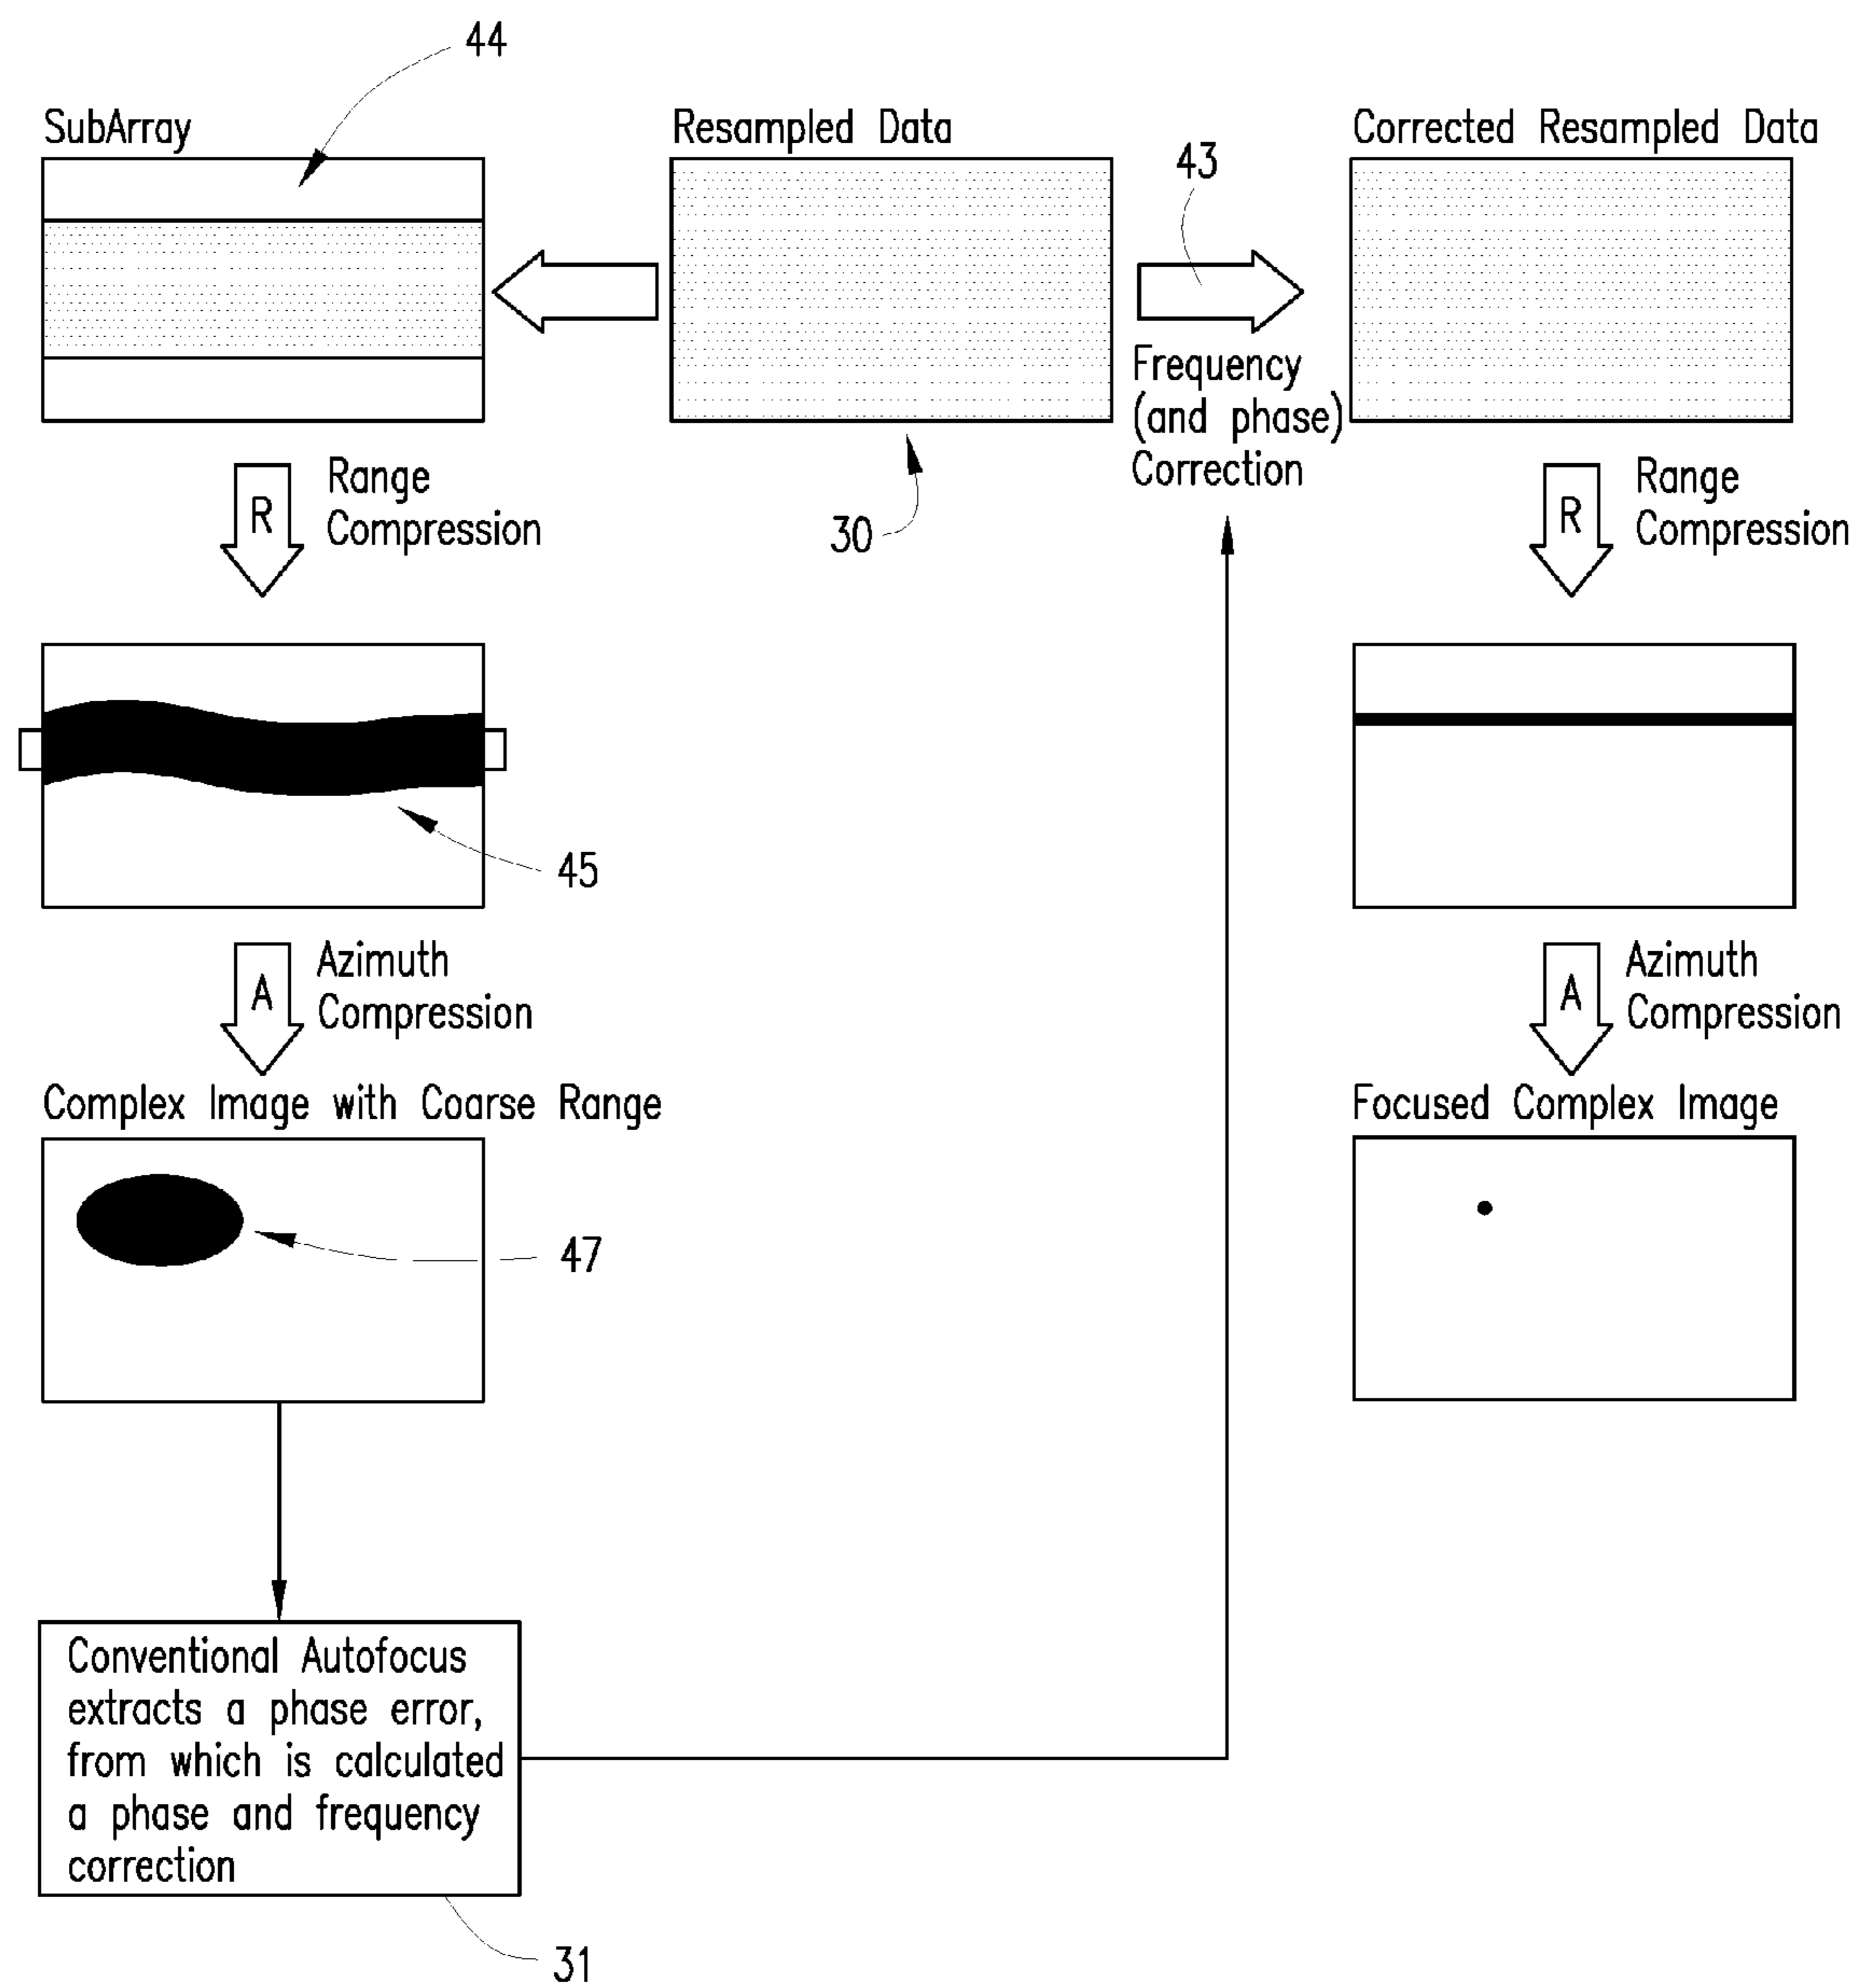 44
SubArray
Resampled Data
Corrected Resampled Data
43
Frequency
(and phase)
Correction
30
R
Range
Compression
R
Range
Compression
45
A
Azimuth
Compression
A
Azimuth
Compression
Complex Image with Coarse Range
Focused Complex Image
47
Conventional Autofocus
extracts a phase error,
from which is calculated
a phase and frequency
correction
31